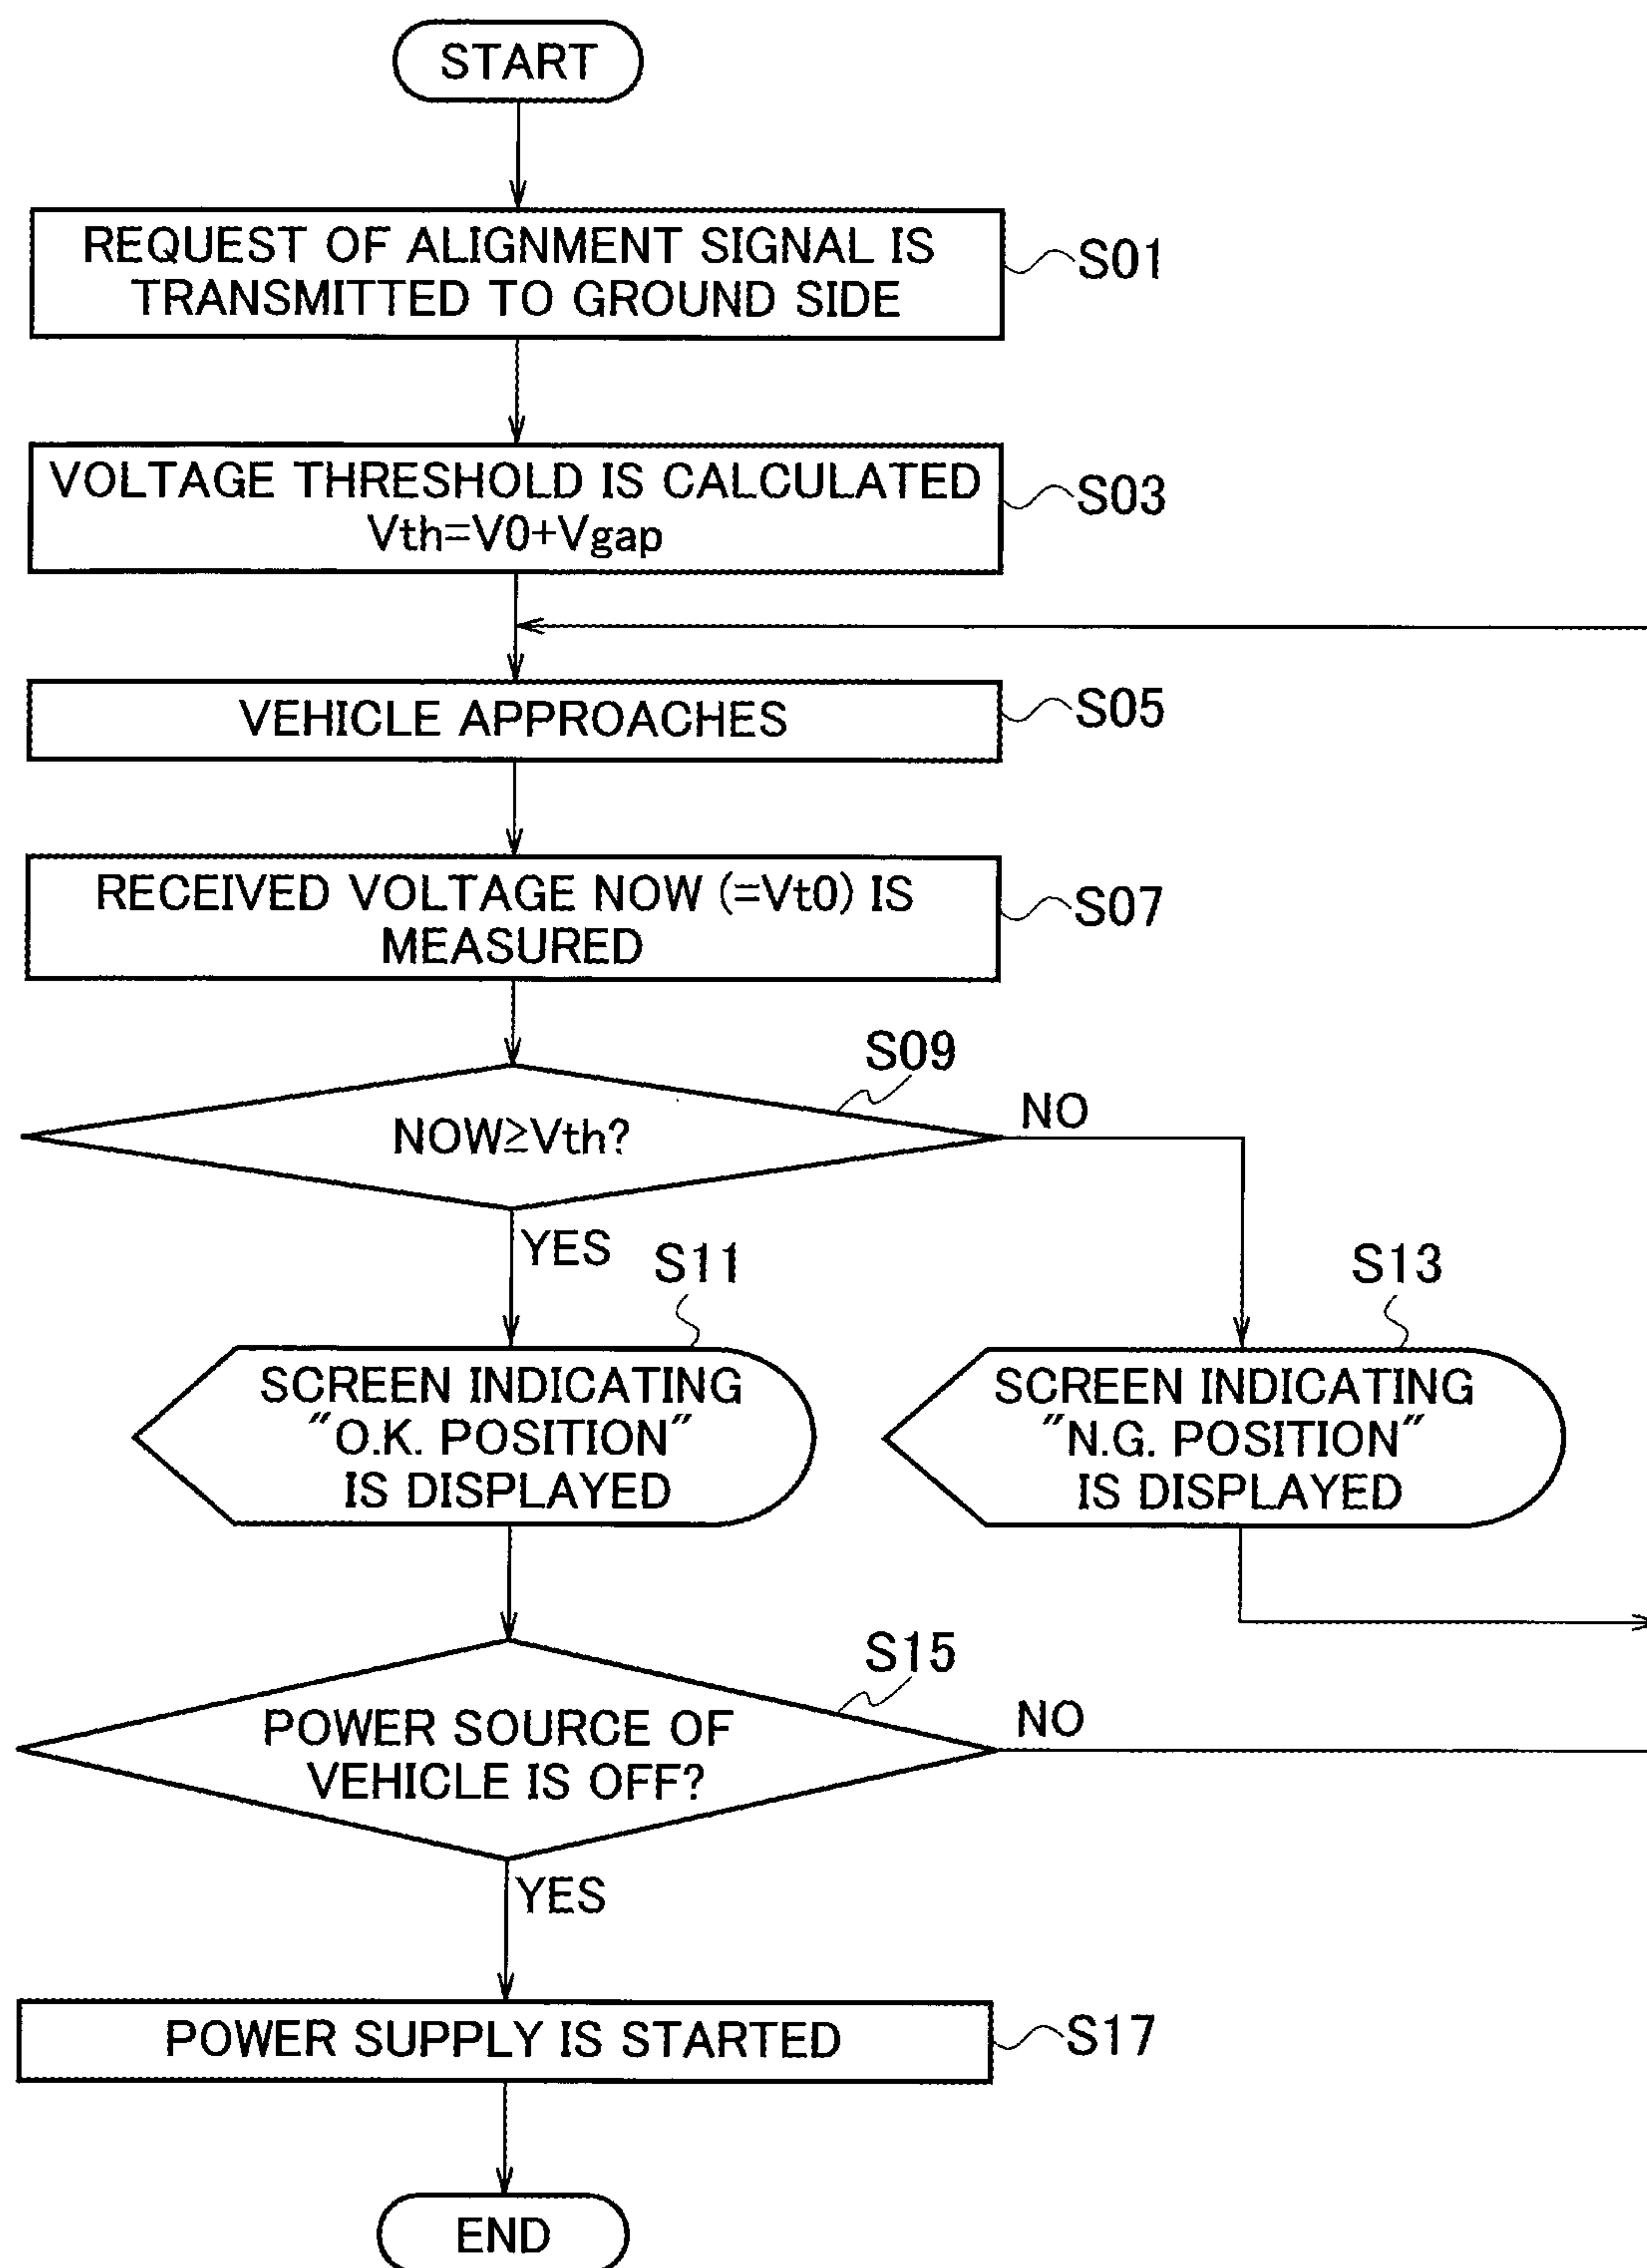 START
REQUEST OF ALIGNMENT SIGNAL IS
TRANSMITTED TO GROUND SIDE
S01
VOLTAGE THRESHOLD IS CALCULATED
Vth=V0+Vgap
S03
VEHICLE APPROACHES
S05
RECEIVED VOLTAGE NOW (=Vt0) IS
MEASURED
S07
S09
NOW≧Vth?
NO
YES
S11
S13
SCREEN INDICATING
"O.K. POSITION"
IS DISPLAYED
SCREEN INDICATING
"N.G. POSITION"
IS DISPLAYED
S15
POWER SOURCE OF
VEHICLE IS OFF?
NO
YES
POWER SUPPLY IS STARTED
S17
END